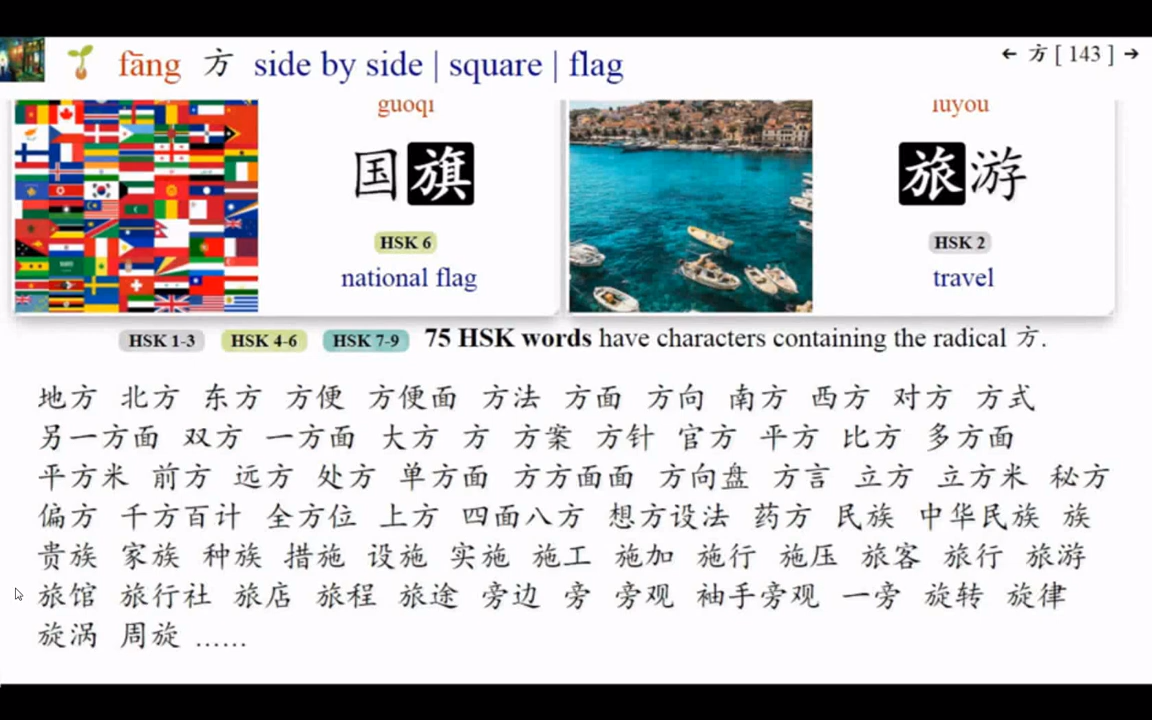 fāng 方 side by side | square | flag
← 方 [ 143 ] →
guoqi
国旗
HSK 6
national flag
luyou
旅游
HSK 2
travel
HSK 1-3 HSK 4-6 HSK 7-9 75 HSK words have characters containing the radical 方.
地方 北方 东方 方便 方便面 方法 方面 方向 南方 西方 对方 方式
另一方面 双方 一方面 大方 方 方案 方针 官方 平方 比方 多方面
平方米 前方 远方 处方 单方面 方方面面 方向盘 方言 立方 立方米 秘方
偏方 千方百计 全方位 上方 四面八方 想方设法 药方 民族 中华民族 族
贵族 家族 种族 措施 设施 实施 施工 施加 施行 施压 旅客 旅行 旅游
旅馆 旅行社 旅店 旅程 旅途 旁边 旁 旁观 袖手旁观 一旁 旋转 旋律
旋涡 周旋 ……